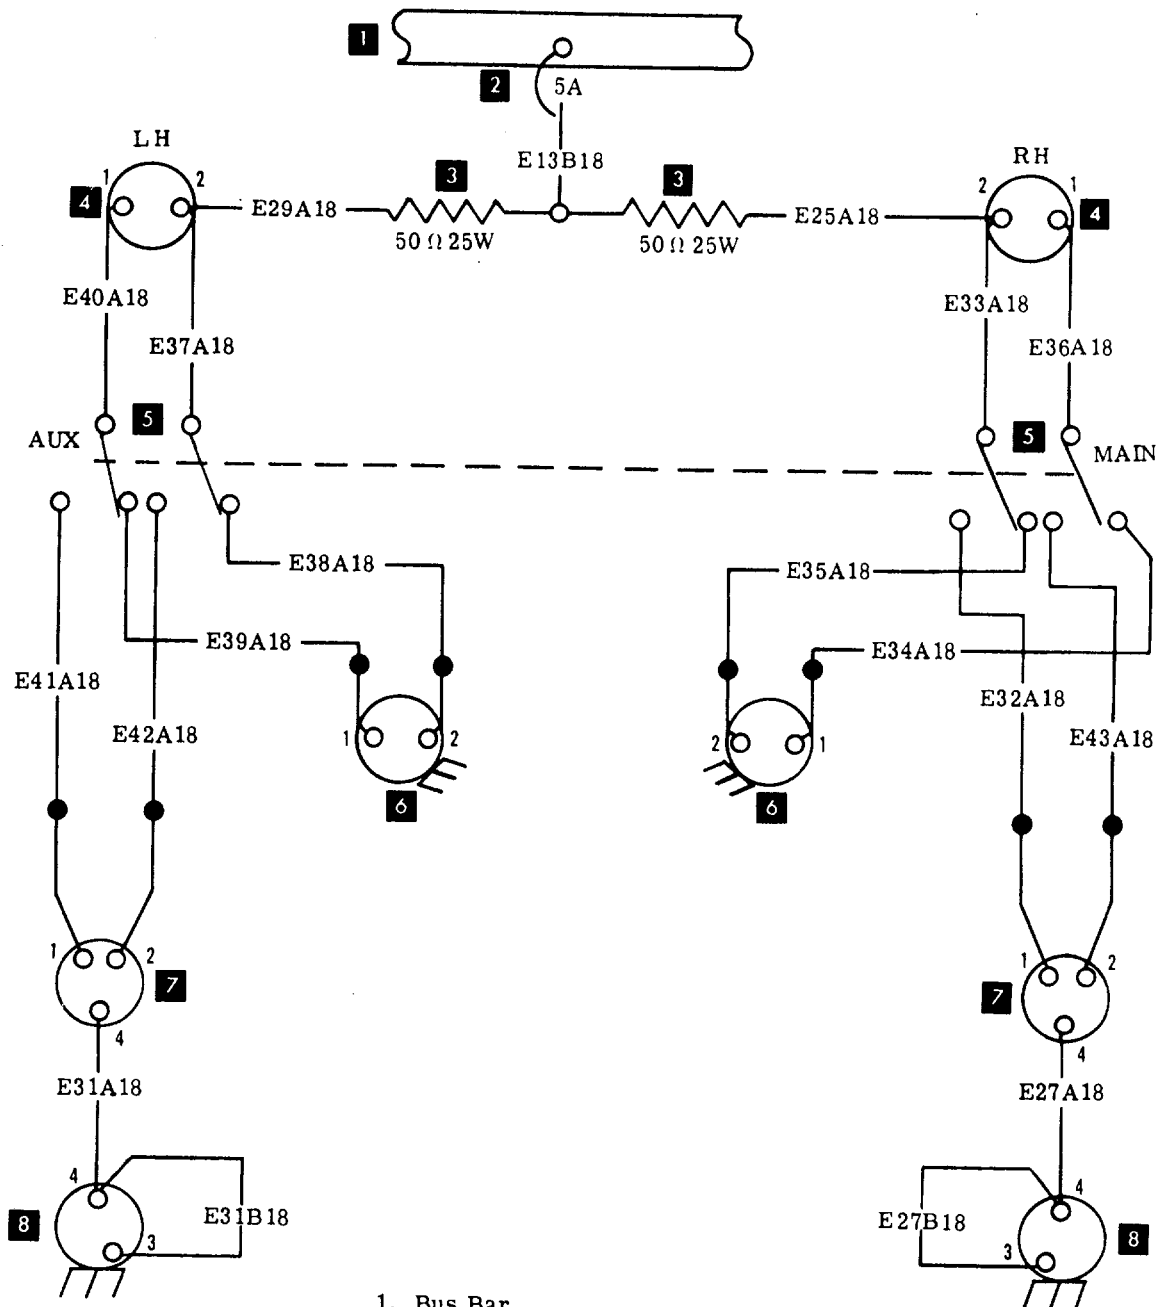 1
2 5A
LH
E13B18
RH
3 3
1 2
2 1
4 E29A18
E25A18 4
50 Ω 25W
50 Ω 25W
E40A18
E33A18
E37A18
E36A18
5
5
AUX
MAIN
E38A18
E35A18
E39A18
E34A18
E41A18
E32A18
E42A18
E43A18
1 2
2 1
6
6
1 2
1 2
7
7
4
4
E31A18
E27A18
4
4
8 E31B18
E27B18 8
3
3
1. Bus Bar